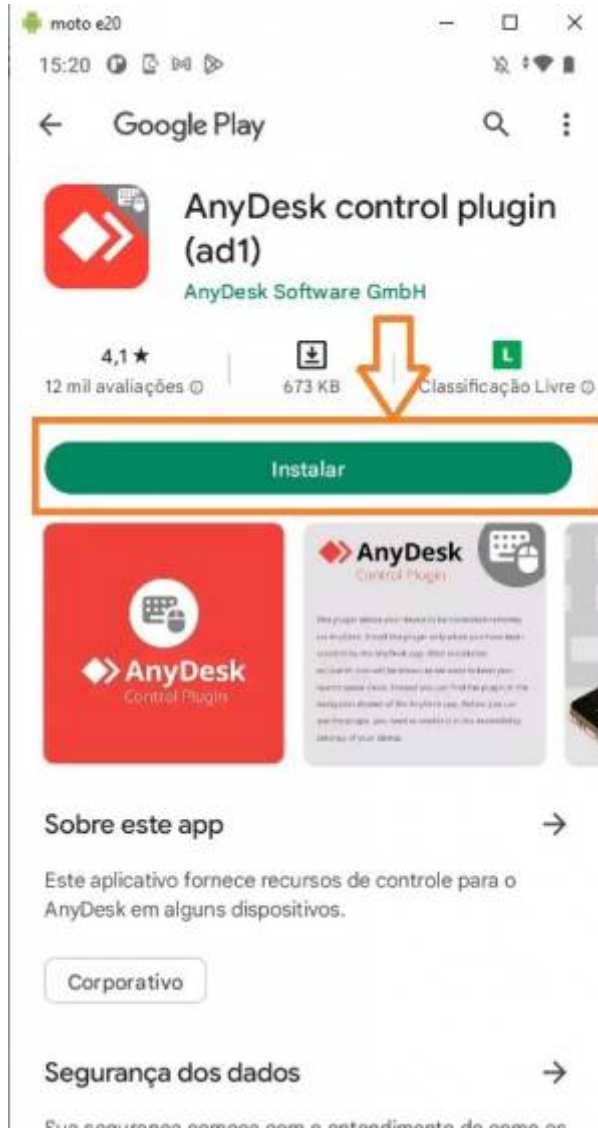 moto e20
15:20
Google Play
AnyDesk control plugin
(ad1)
AnyDesk Software GmbH
4,1 ★
12 mil avaliações
673 KB
L
Classificação Livre
Instalar
AnyDesk
Control Plugin
AnyDesk
Control Plugin
Sobre este app
Este aplicativo fornece recursos de controle para o
AnyDesk em alguns dispositivos.
Corporativo
Segurança dos dados